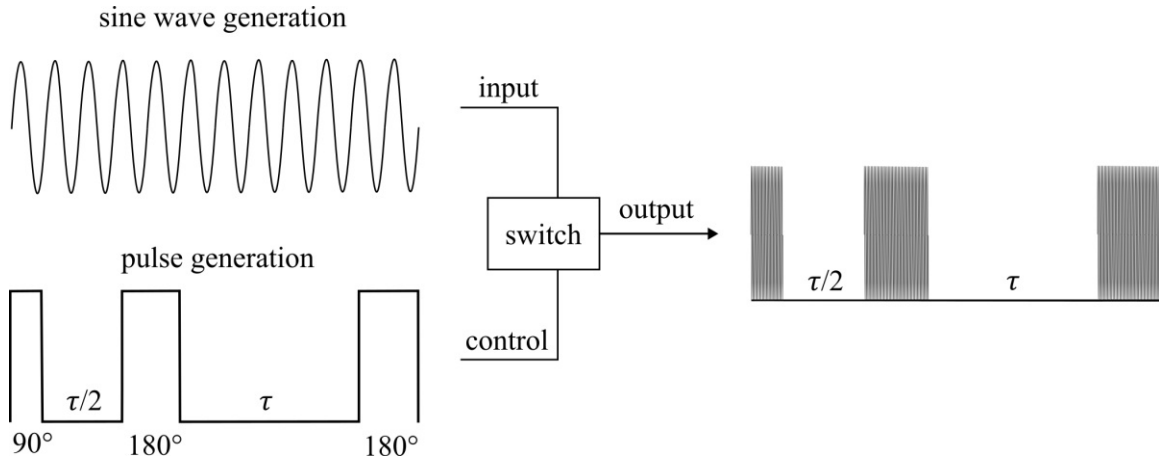 sine wave generation
input
switch
output
pulse generation
control
τ/2
τ
90°
180°
180°
τ/2
τ